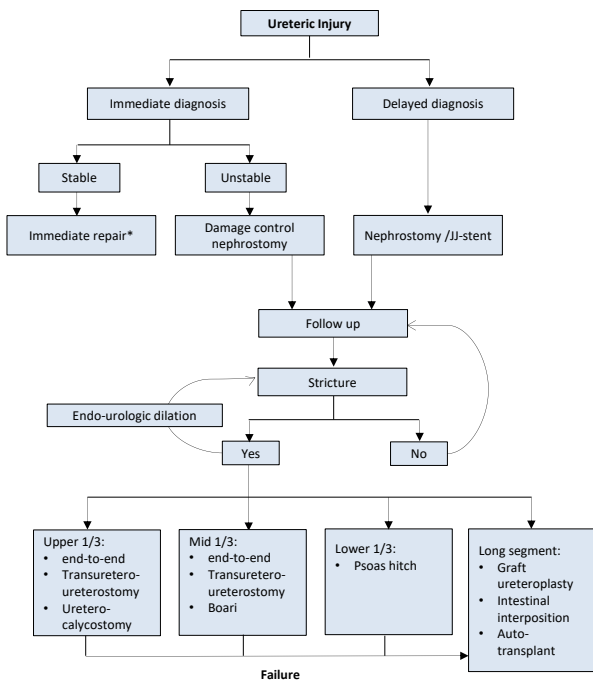 Ureteric Injury
Immediate diagnosis
Delayed diagnosis
Stable
Unstable
Immediate repair*
Damage control
nephrostomy
Nephrostomy /JJ-stent
Follow up
Stricture
Endo-urologic dilation
Yes
No
Upper 1/3:
• end-to-end
• Transuretero-
ureterostomy
• Uretero-
calycostomy
Mid 1/3:
• end-to-end
• Transuretero-
ureterostomy
• Boari
Lower 1/3:
• Psoas hitch
Long segment:
• Graft
ureteroplasty
• Intestinal
interposition
• Auto-
transplant
Failure